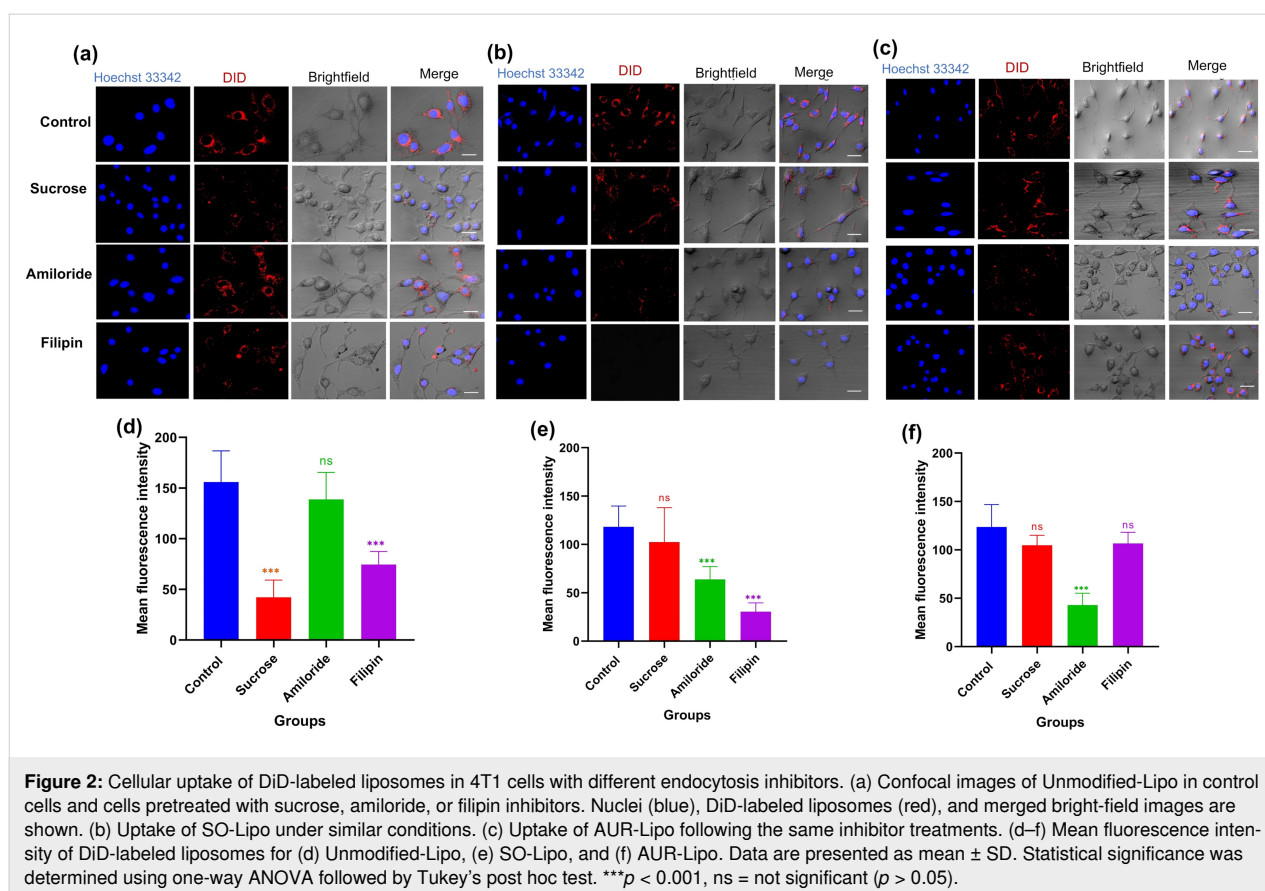 (a)
Hoechst 33342 DID Brightfield Merge
Control
Sucrose
Amiloride
Filipin
(b)
Hoechst 33342 DID Brightfield Merge
(c)
Hoechst 33342 DID Brightfield Merge
(d)
Mean fluorescence intensity
200
150
100
50
0
***
ns
***
Control Sucrose Amiloride Filipin
Groups
(e)
Mean fluorescence intensity
200
150
100
50
0
ns
***
***
Control Sucrose Amiloride Filipin
Groups
(f)
Mean fluorescence intensity
200
150
100
50
0
ns
***
ns
Control Sucrose Amiloride Filipin
Groups
Figure 2: Cellular uptake of DiD-labeled liposomes in 4T1 cells with different endocytosis inhibitors. (a) Confocal images of Unmodified-Lipo in control
cells and cells pretreated with sucrose, amiloride, or filipin inhibitors. Nuclei (blue), DiD-labeled liposomes (red), and merged bright-field images are
shown. (b) Uptake of SO-Lipo under similar conditions. (c) Uptake of AUR-Lipo following the same inhibitor treatments. (d–f) Mean fluorescence inten-
sity of DiD-labeled liposomes for (d) Unmodified-Lipo, (e) SO-Lipo, and (f) AUR-Lipo. Data are presented as mean ± SD. Statistical significance was
determined using one-way ANOVA followed by Tukey's post hoc test. ***p < 0.001, ns = not significant (p > 0.05).